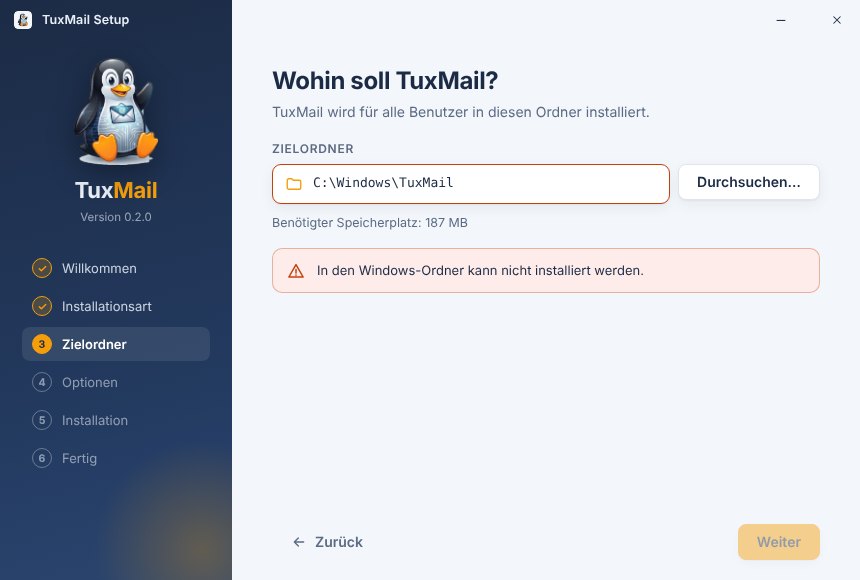 TuxMail Setup
TuxMail
Version 0.2.0
Willkommen
Installationsart
3 Zielordner
4 Optionen
5 Installation
6 Fertig
Wohin soll TuxMail?
TuxMail wird für alle Benutzer in diesen Ordner installiert.
ZIELORDNER
C:\Windows\TuxMail
Durchsuchen...
Benötigter Speicherplatz: 187 MB
In den Windows-Ordner kann nicht installiert werden.
Zurück
Weiter